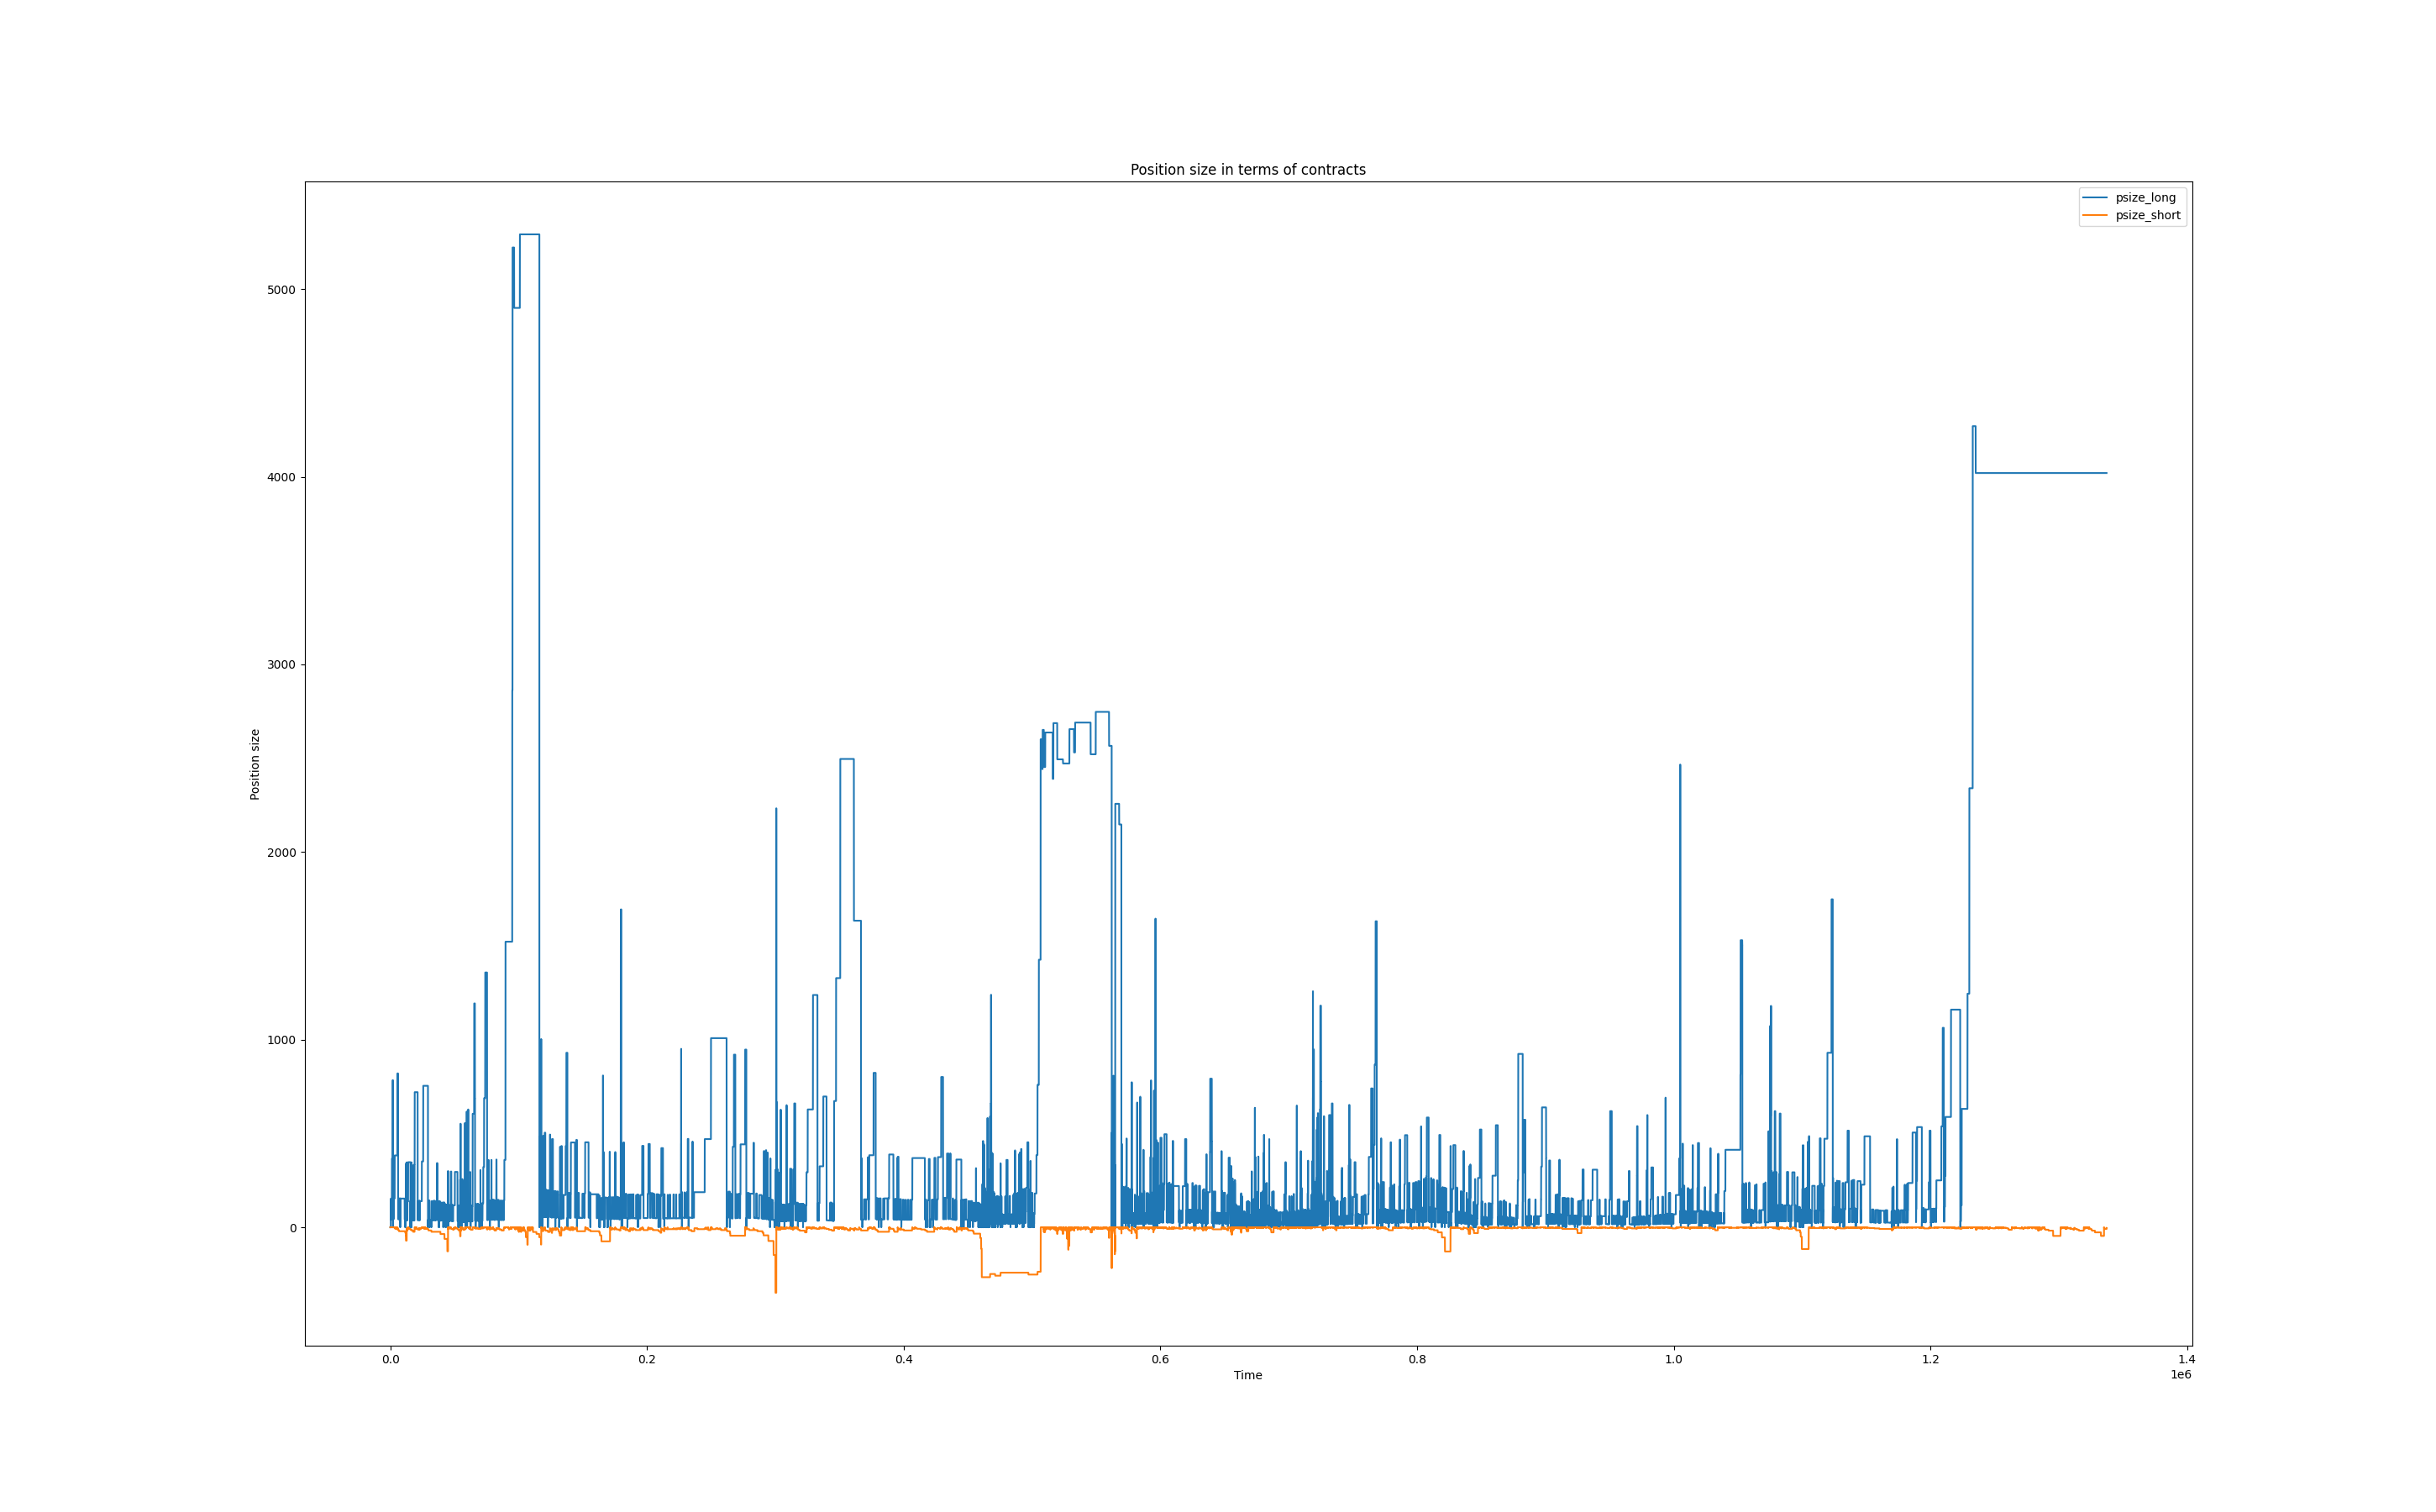 Position size in terms of contracts
psize_long
psize_short
Position size
5000
4000
3000
2000
1000
0
0.0 0.2 0.4 0.6 0.8 1.0 1.2 1.4
Time
1e6